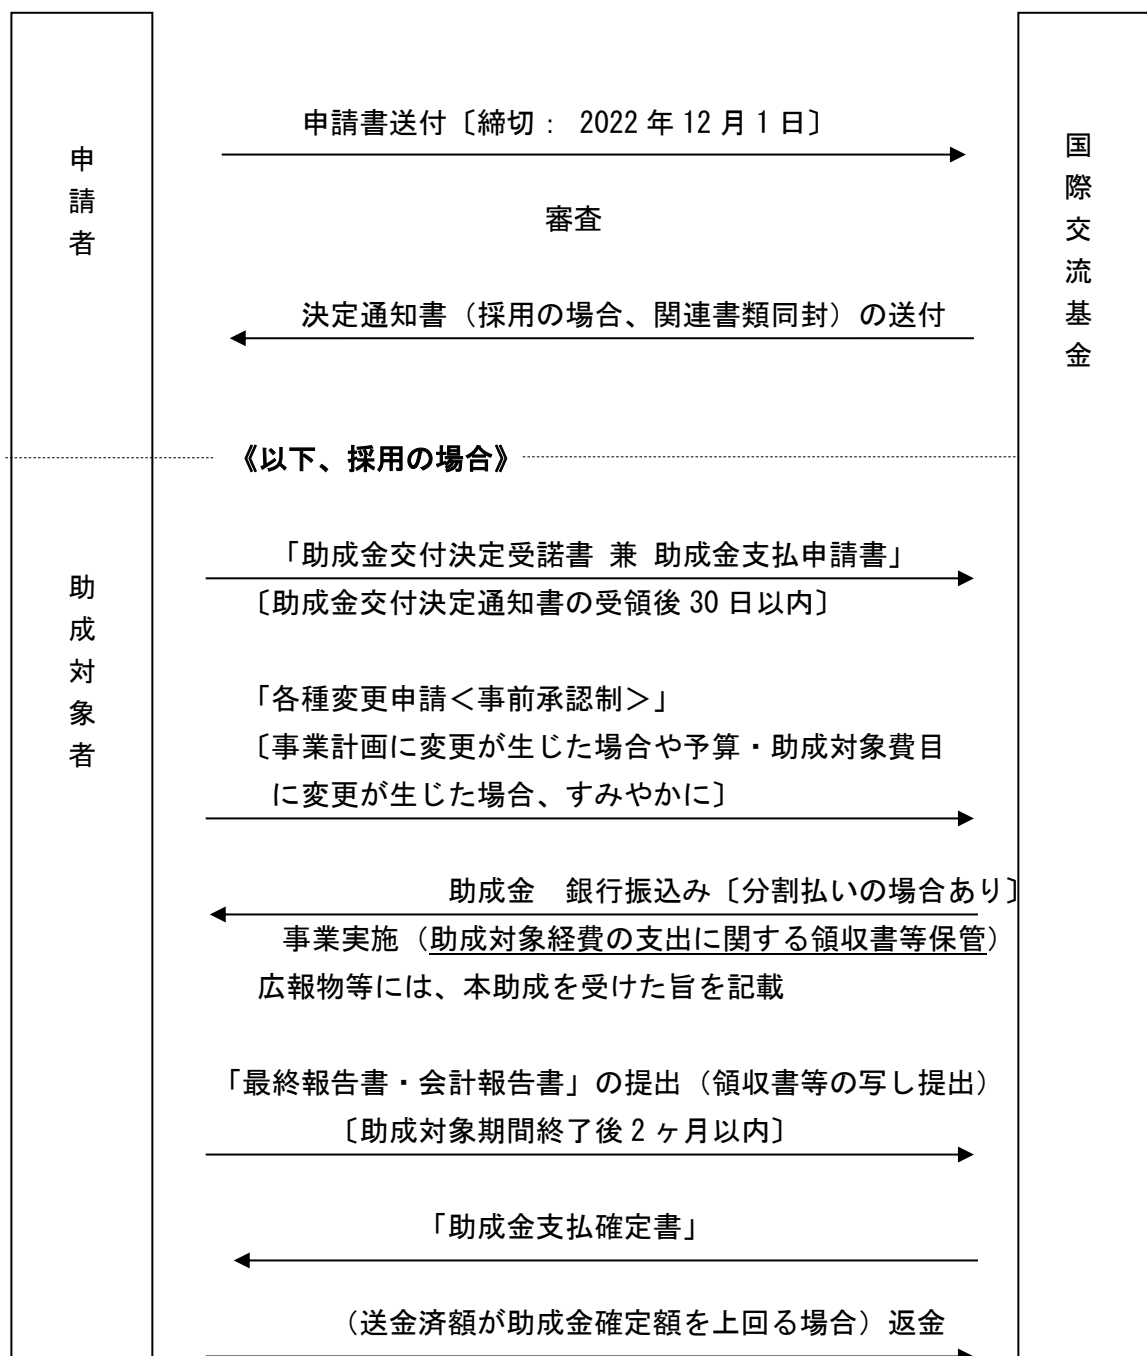 申請者
国際交流基金
申請書送付〔締切： 2022年12月1日〕
審査
決定通知書（採用の場合、関連書類同封）の送付
《以下、採用の場合》
助成対象者
「助成金交付決定受諾書 兼 助成金支払申請書」
〔助成金交付決定通知書の受領後30日以内〕
「各種変更申請＜事前承認制＞」
〔事業計画に変更が生じた場合や予算・助成対象費目
に変更が生じた場合、すみやかに〕
助成金　銀行振込み〔分割払いの場合あり〕
事業実施（助成対象経費の支出に関する領収書等保管）
広報物等には、本助成を受けた旨を記載
「最終報告書・会計報告書」の提出（領収書等の写し提出）
〔助成対象期間終了後2ヶ月以内〕
「助成金支払確定書」
（送金済額が助成金確定額を上回る場合）返金